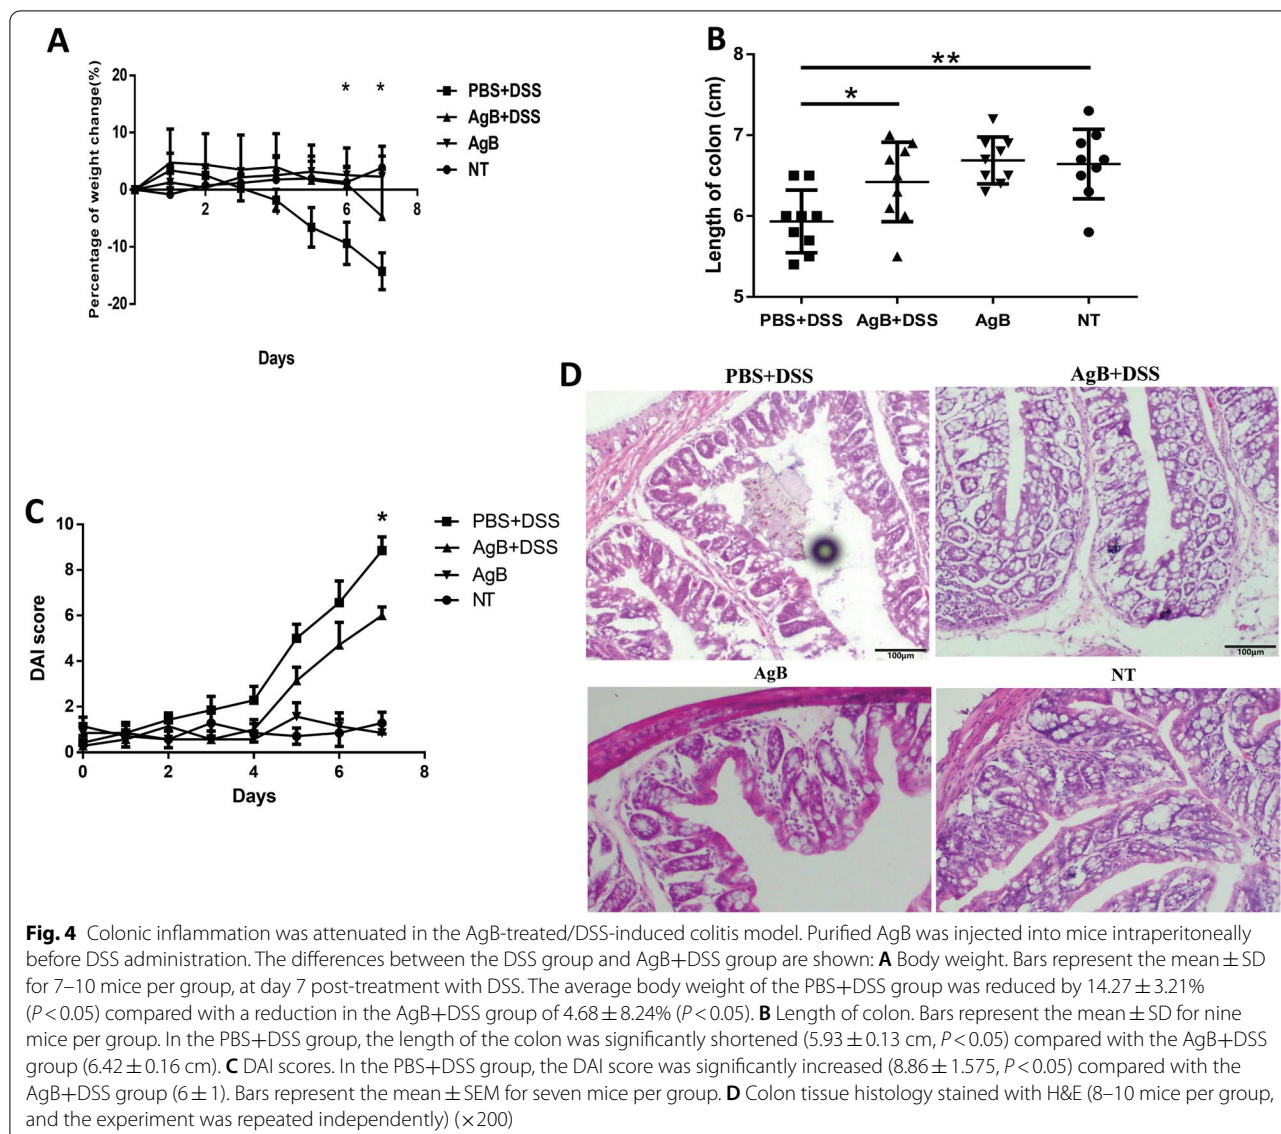 A
20
10
0
-10
-20
2
4
6
8
* *
Percentage of weight change(%)
Days
PBS+DSS
AgB+DSS
AgB
NT
B
8
7
6
5
**
*
Length of colon (cm)
PBS+DSS AgB+DSS AgB NT
C
10
8
6
4
2
0
0 2 4 6 8
*
DAI score
Days
PBS+DSS
AgB+DSS
AgB
NT
D
PBS+DSS AgB+DSS
100μm 100μm
AgB NT
Fig. 4 Colonic inflammation was attenuated in the AgB-treated/DSS-induced colitis model. Purified AgB was injected into mice intraperitoneally
before DSS administration. The differences between the DSS group and AgB+DSS group are shown: A Body weight. Bars represent the mean ± SD
for 7–10 mice per group, at day 7 post-treatment with DSS. The average body weight of the PBS+DSS group was reduced by 14.27 ± 3.21%
(P < 0.05) compared with a reduction in the AgB+DSS group of 4.68 ± 8.24% (P < 0.05). B Length of colon. Bars represent the mean ± SD for nine
mice per group. In the PBS+DSS group, the length of the colon was significantly shortened (5.93 ± 0.13 cm, P < 0.05) compared with the AgB+DSS
group (6.42 ± 0.16 cm). C DAI scores. In the PBS+DSS group, the DAI score was significantly increased (8.86 ± 1.575, P < 0.05) compared with the
AgB+DSS group (6 ± 1). Bars represent the mean ± SEM for seven mice per group. D Colon tissue histology stained with H&E (8–10 mice per group,
and the experiment was repeated independently) (×200)